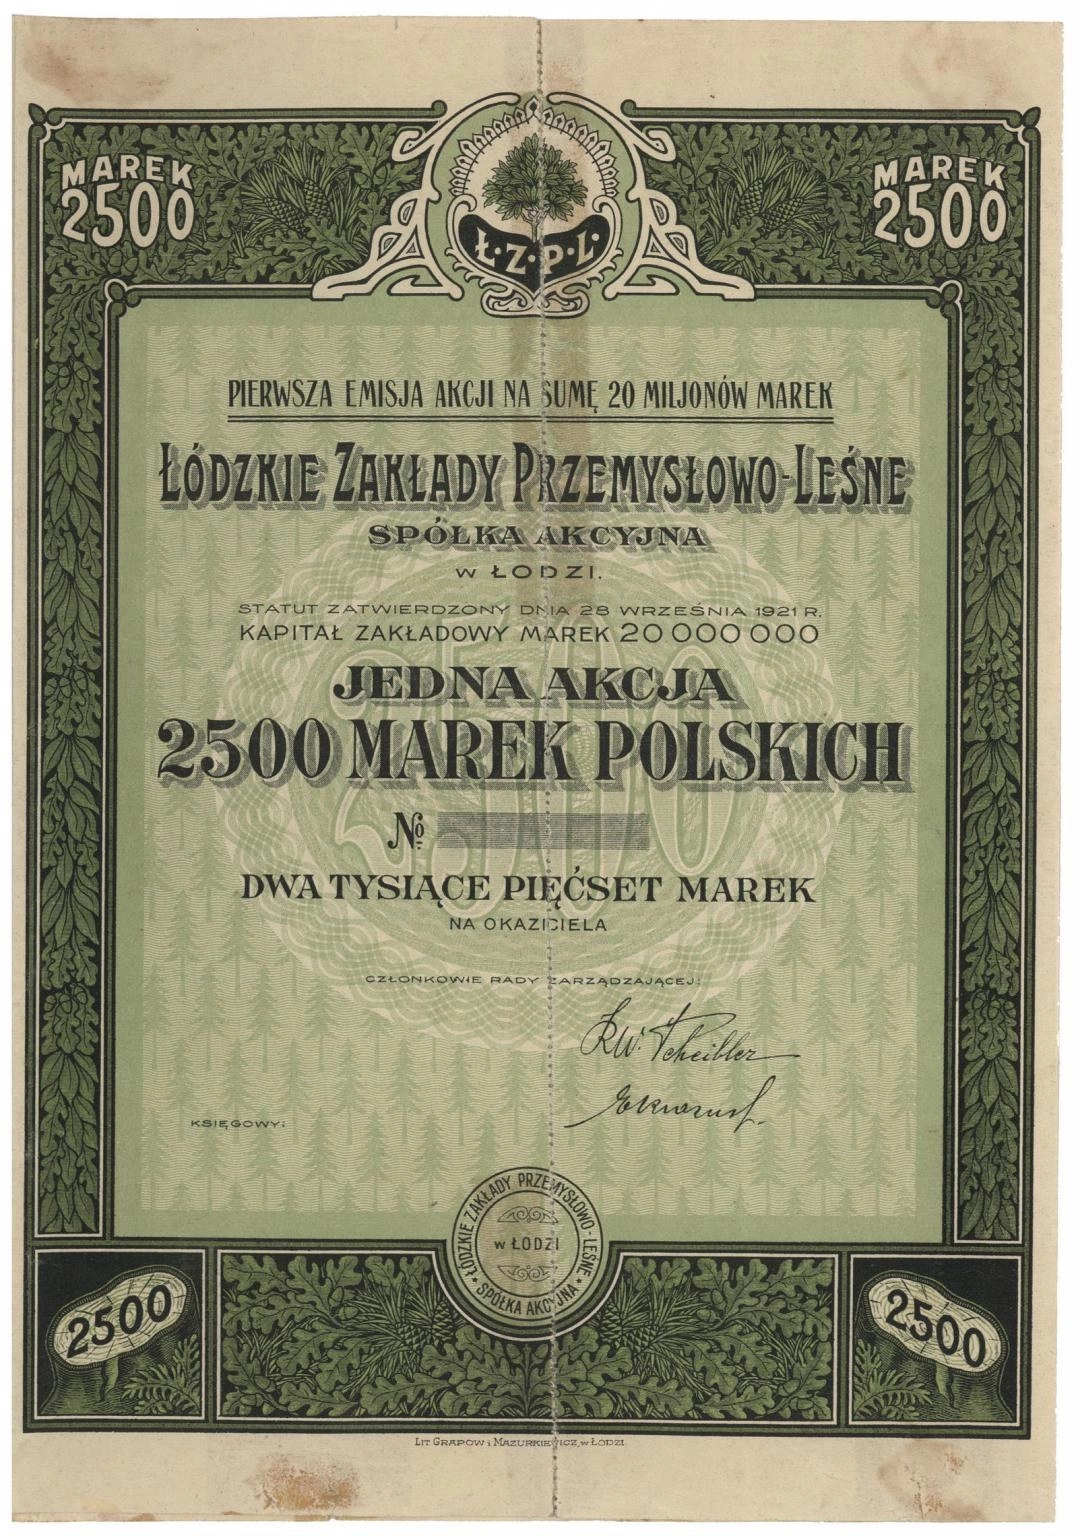 MAREK
2500
MAREK
2500
Ł·Z·P·L·
PIERWSZA EMISJA AKCJI NA SUMĘ 20 MILJONÓW MAREK
ŁÓDZKIE ZAKŁADY PRZEMYSŁOWO-LEŚNE
SPÓŁKA AKCYJNA
w ŁODZI.
STATUT ZATWIERDZONY DNIA 28 WRZEŚNIA 1921 R.
KAPITAŁ ZAKŁADOWY MAREK 20 000 000
JEDNA AKCJA
2500 MAREK POLSKICH
2500
No
DWA TYSIĄCE PIĘĆSET MAREK
NA OKAZICIELA
CZŁONKOWIE RADY ZARZĄDZAJĄCEJ:
KW. Scheibler
KSIĘGOWY:
ŁÓDZKIE ZAKŁADY PRZEMYSŁOWO-LEŚNE
w ŁODZI
SPÓŁKA AKCYJNA
2500
2500
LIT GRAPOW i MAZURKIEWICZ, w ŁODZI.